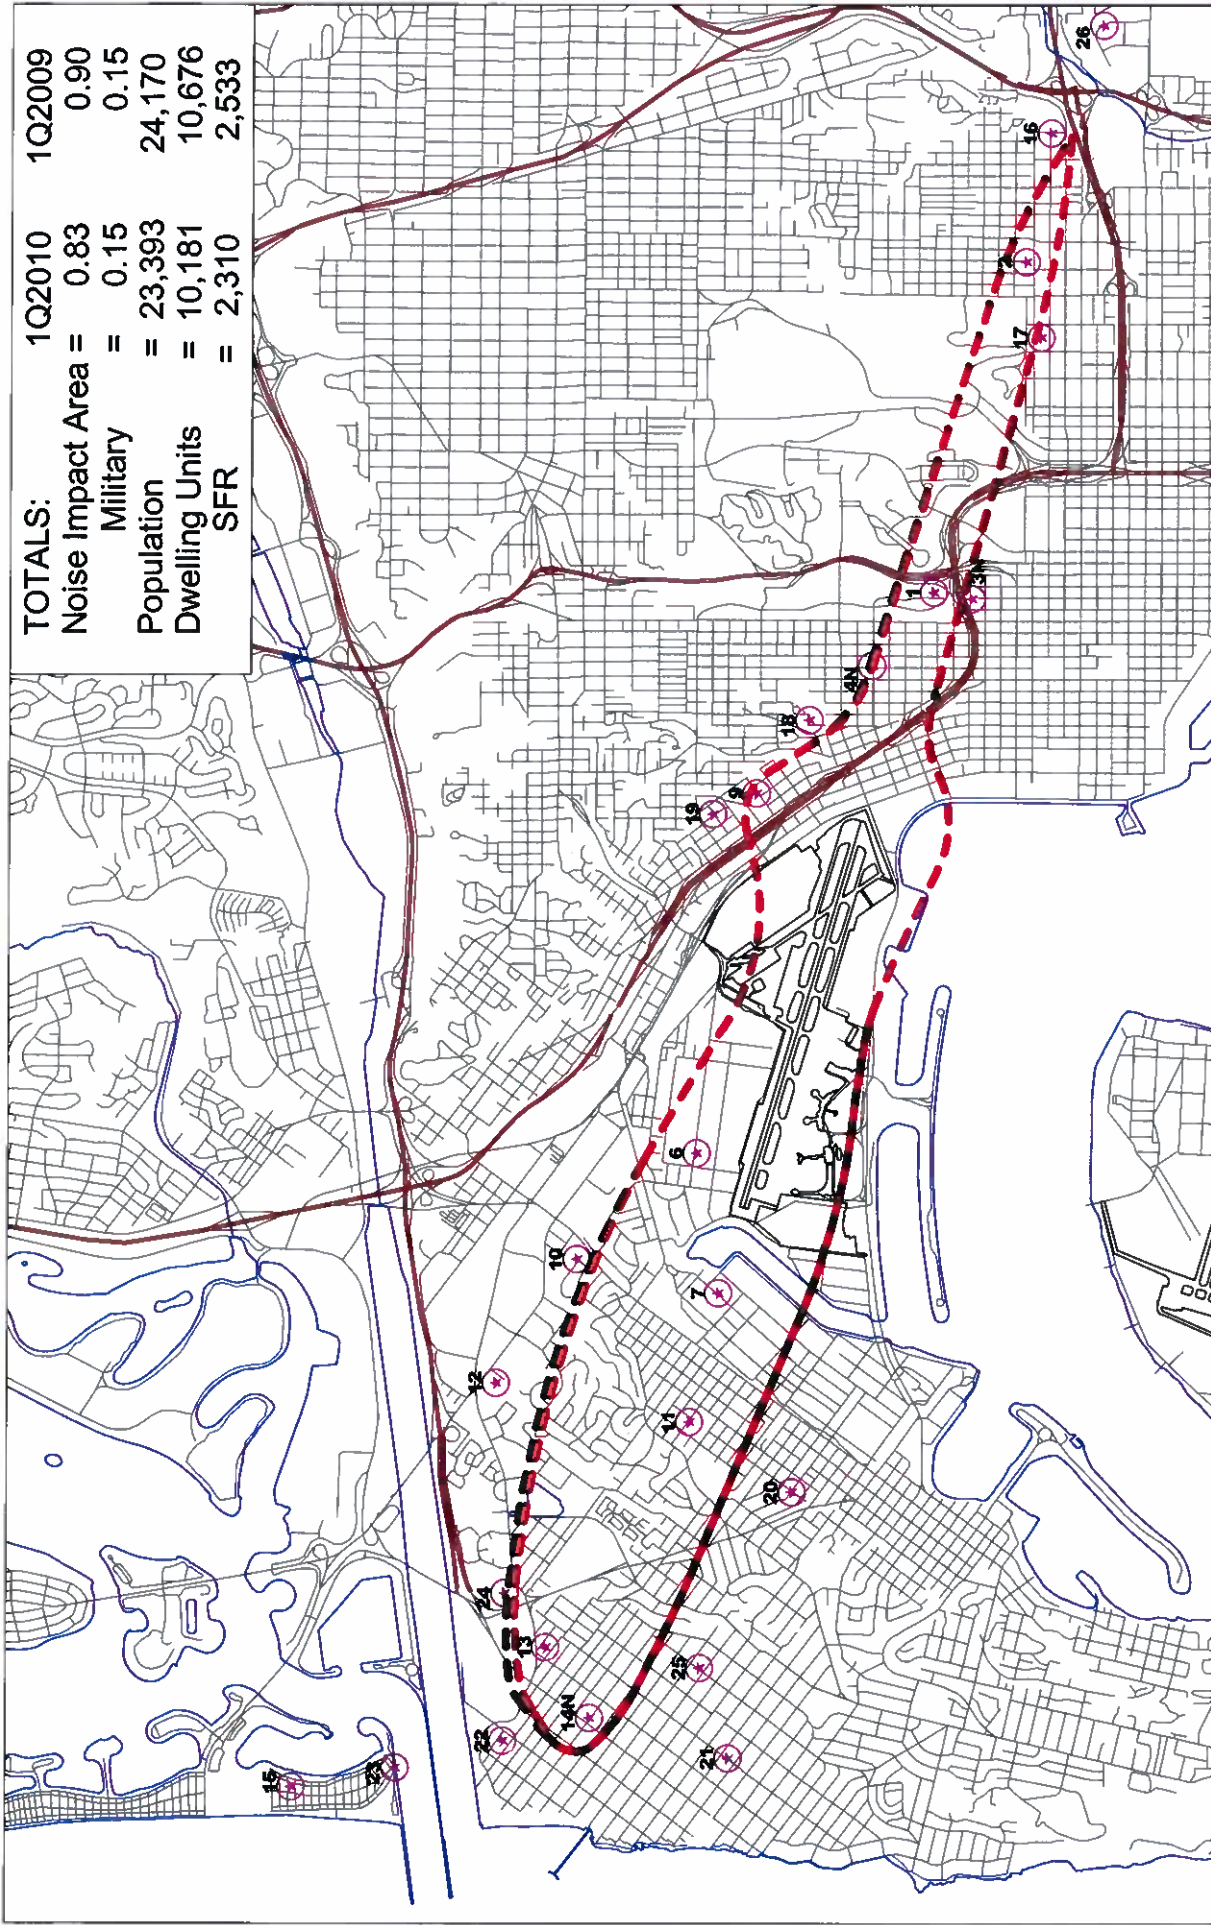 TOTALS: 1Q2010 1Q2009
Noise Impact Area = 0.83 0.90
Military = 0.15 0.15
Population = 23,393 24,170
Dwelling Units = 10,181 10,676
SFR = 2,310 2,533
15
23
22
14N
13
24
21
25
12
20
11
10
7
6
19
9
18
4N
1
3N
17
2
16
26